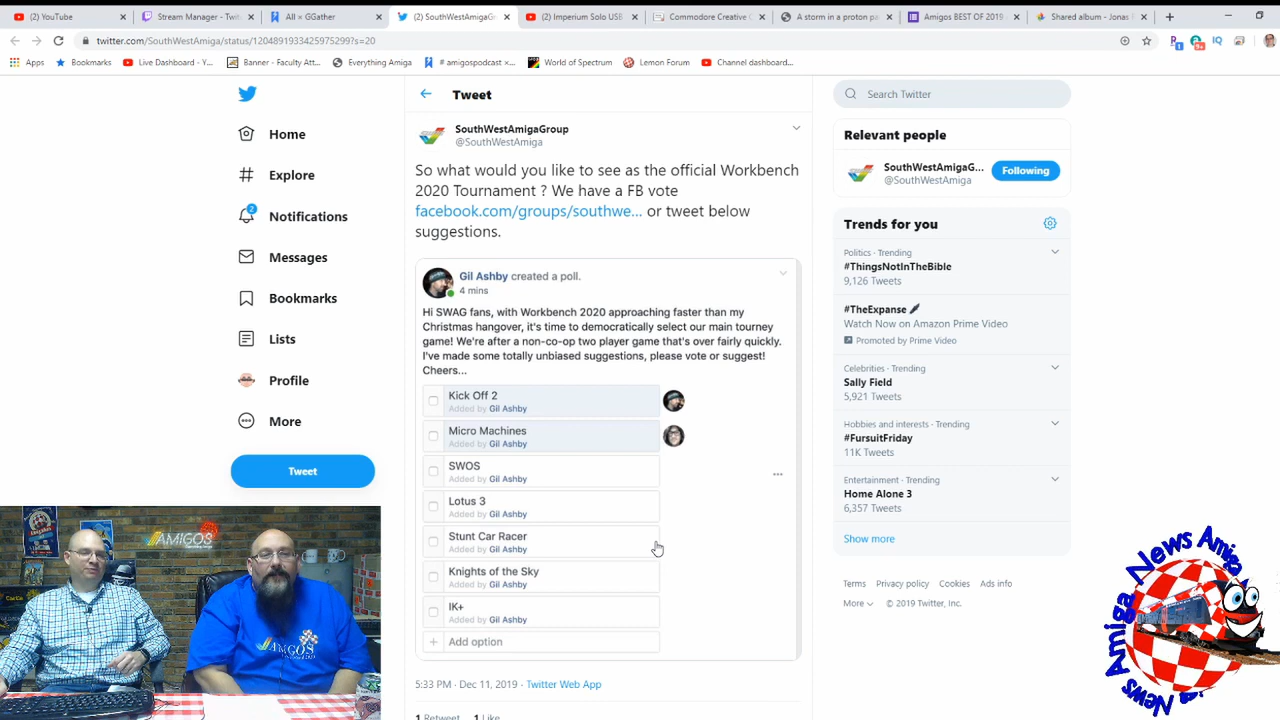 YouTube
Stream Manager - Twit
All × GGather
(2) SouthWestAmigaGr
(2) Imperium Solo USB
Commodore Creative C
A storm in a proton pa
Amigos BEST OF 2019
Shared album - Jonas
twitter.com/SouthWestAmiga/status/1204891933425975299?s=20
Apps
Bookmarks
Live Dashboard - Y...
Banner - Faculty Att...
Everything Amiga
# amigospodcast ×...
World of Spectrum
Lemon Forum
Channel dashboard...
Home
Explore
2
Notifications
Messages
Bookmarks
Lists
Profile
More
Tweet
Tweet
SouthWestAmigaGroup
@SouthWestAmiga
So what would you like to see as the official Workbench
2020 Tournament ? We have a FB vote
facebook.com/groups/southwe... or tweet below
suggestions.
Gil Ashby created a poll.
4 mins
Hi SWAG fans, with Workbench 2020 approaching faster than my
Christmas hangover, it's time to democratically select our main tourney
game! We're after a non-co-op two player game that's over fairly quickly.
I've made some totally unbiased suggestions, please vote or suggest!
Cheers...
Kick Off 2
Added by Gil Ashby
Micro Machines
Added by Gil Ashby
SWOS
Added by Gil Ashby
Lotus 3
Added by Gil Ashby
Stunt Car Racer
Added by Gil Ashby
Knights of the Sky
Added by Gil Ashby
IK+
Added by Gil Ashby
+ Add option
5:33 PM · Dec 11, 2019 · Twitter Web App
1 Retweet 1 Like
Search Twitter
Relevant people
SouthWestAmigaG...
@SouthWestAmiga
Following
Trends for you
Politics · Trending
#ThingsNotInTheBible
9,126 Tweets
#TheExpanse
Watch Now on Amazon Prime Video
Promoted by Prime Video
Celebrities · Trending
Sally Field
5,921 Tweets
Hobbies and interests · Trending
#FursuitFriday
11K Tweets
Entertainment · Trending
Home Alone 3
6,357 Tweets
Show more
Terms Privacy policy Cookies Ads info
More © 2019 Twitter, Inc.
AMIGOS
AMIGOS
Amiga News Amiga News